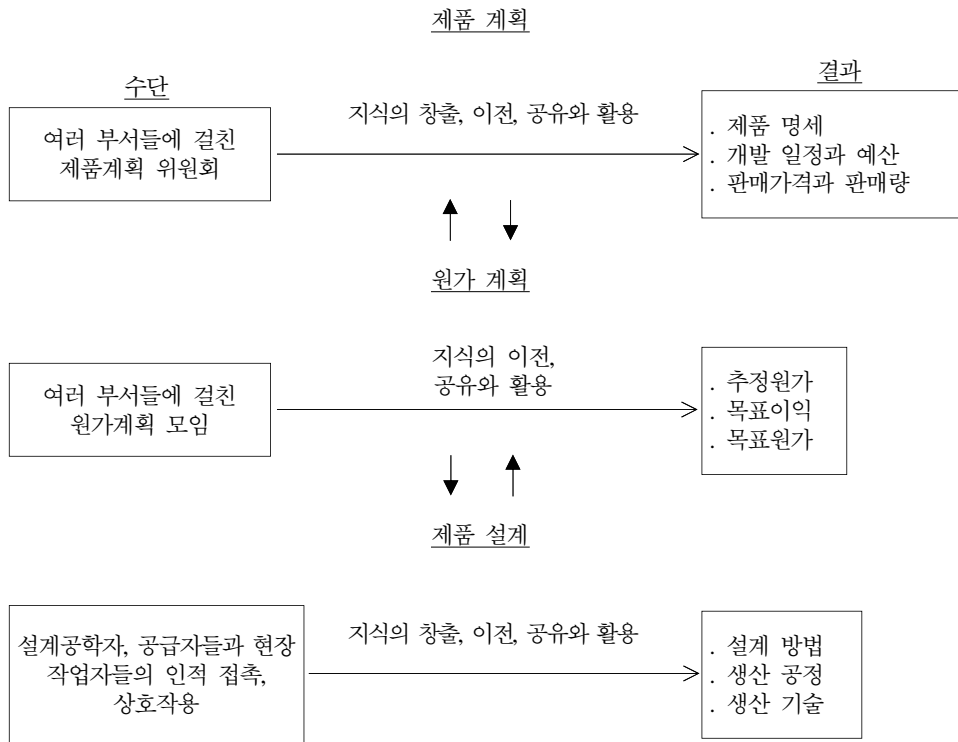 제품 계획
수단
결과
여러 부서들에 걸친
제품계획 위원회
지식의 창출, 이전, 공유와 활용
. 제품 명세
. 개발 일정과 예산
. 판매가격과 판매량
원가 계획
여러 부서들에 걸친
원가계획 모임
지식의 이전,
공유와 활용
. 추정원가
. 목표이익
. 목표원가
제품 설계
설계공학자, 공급자들과 현장
작업자들의 인적 접촉,
상호작용
지식의 창출, 이전, 공유와 활용
. 설계 방법
. 생산 공정
. 생산 기술